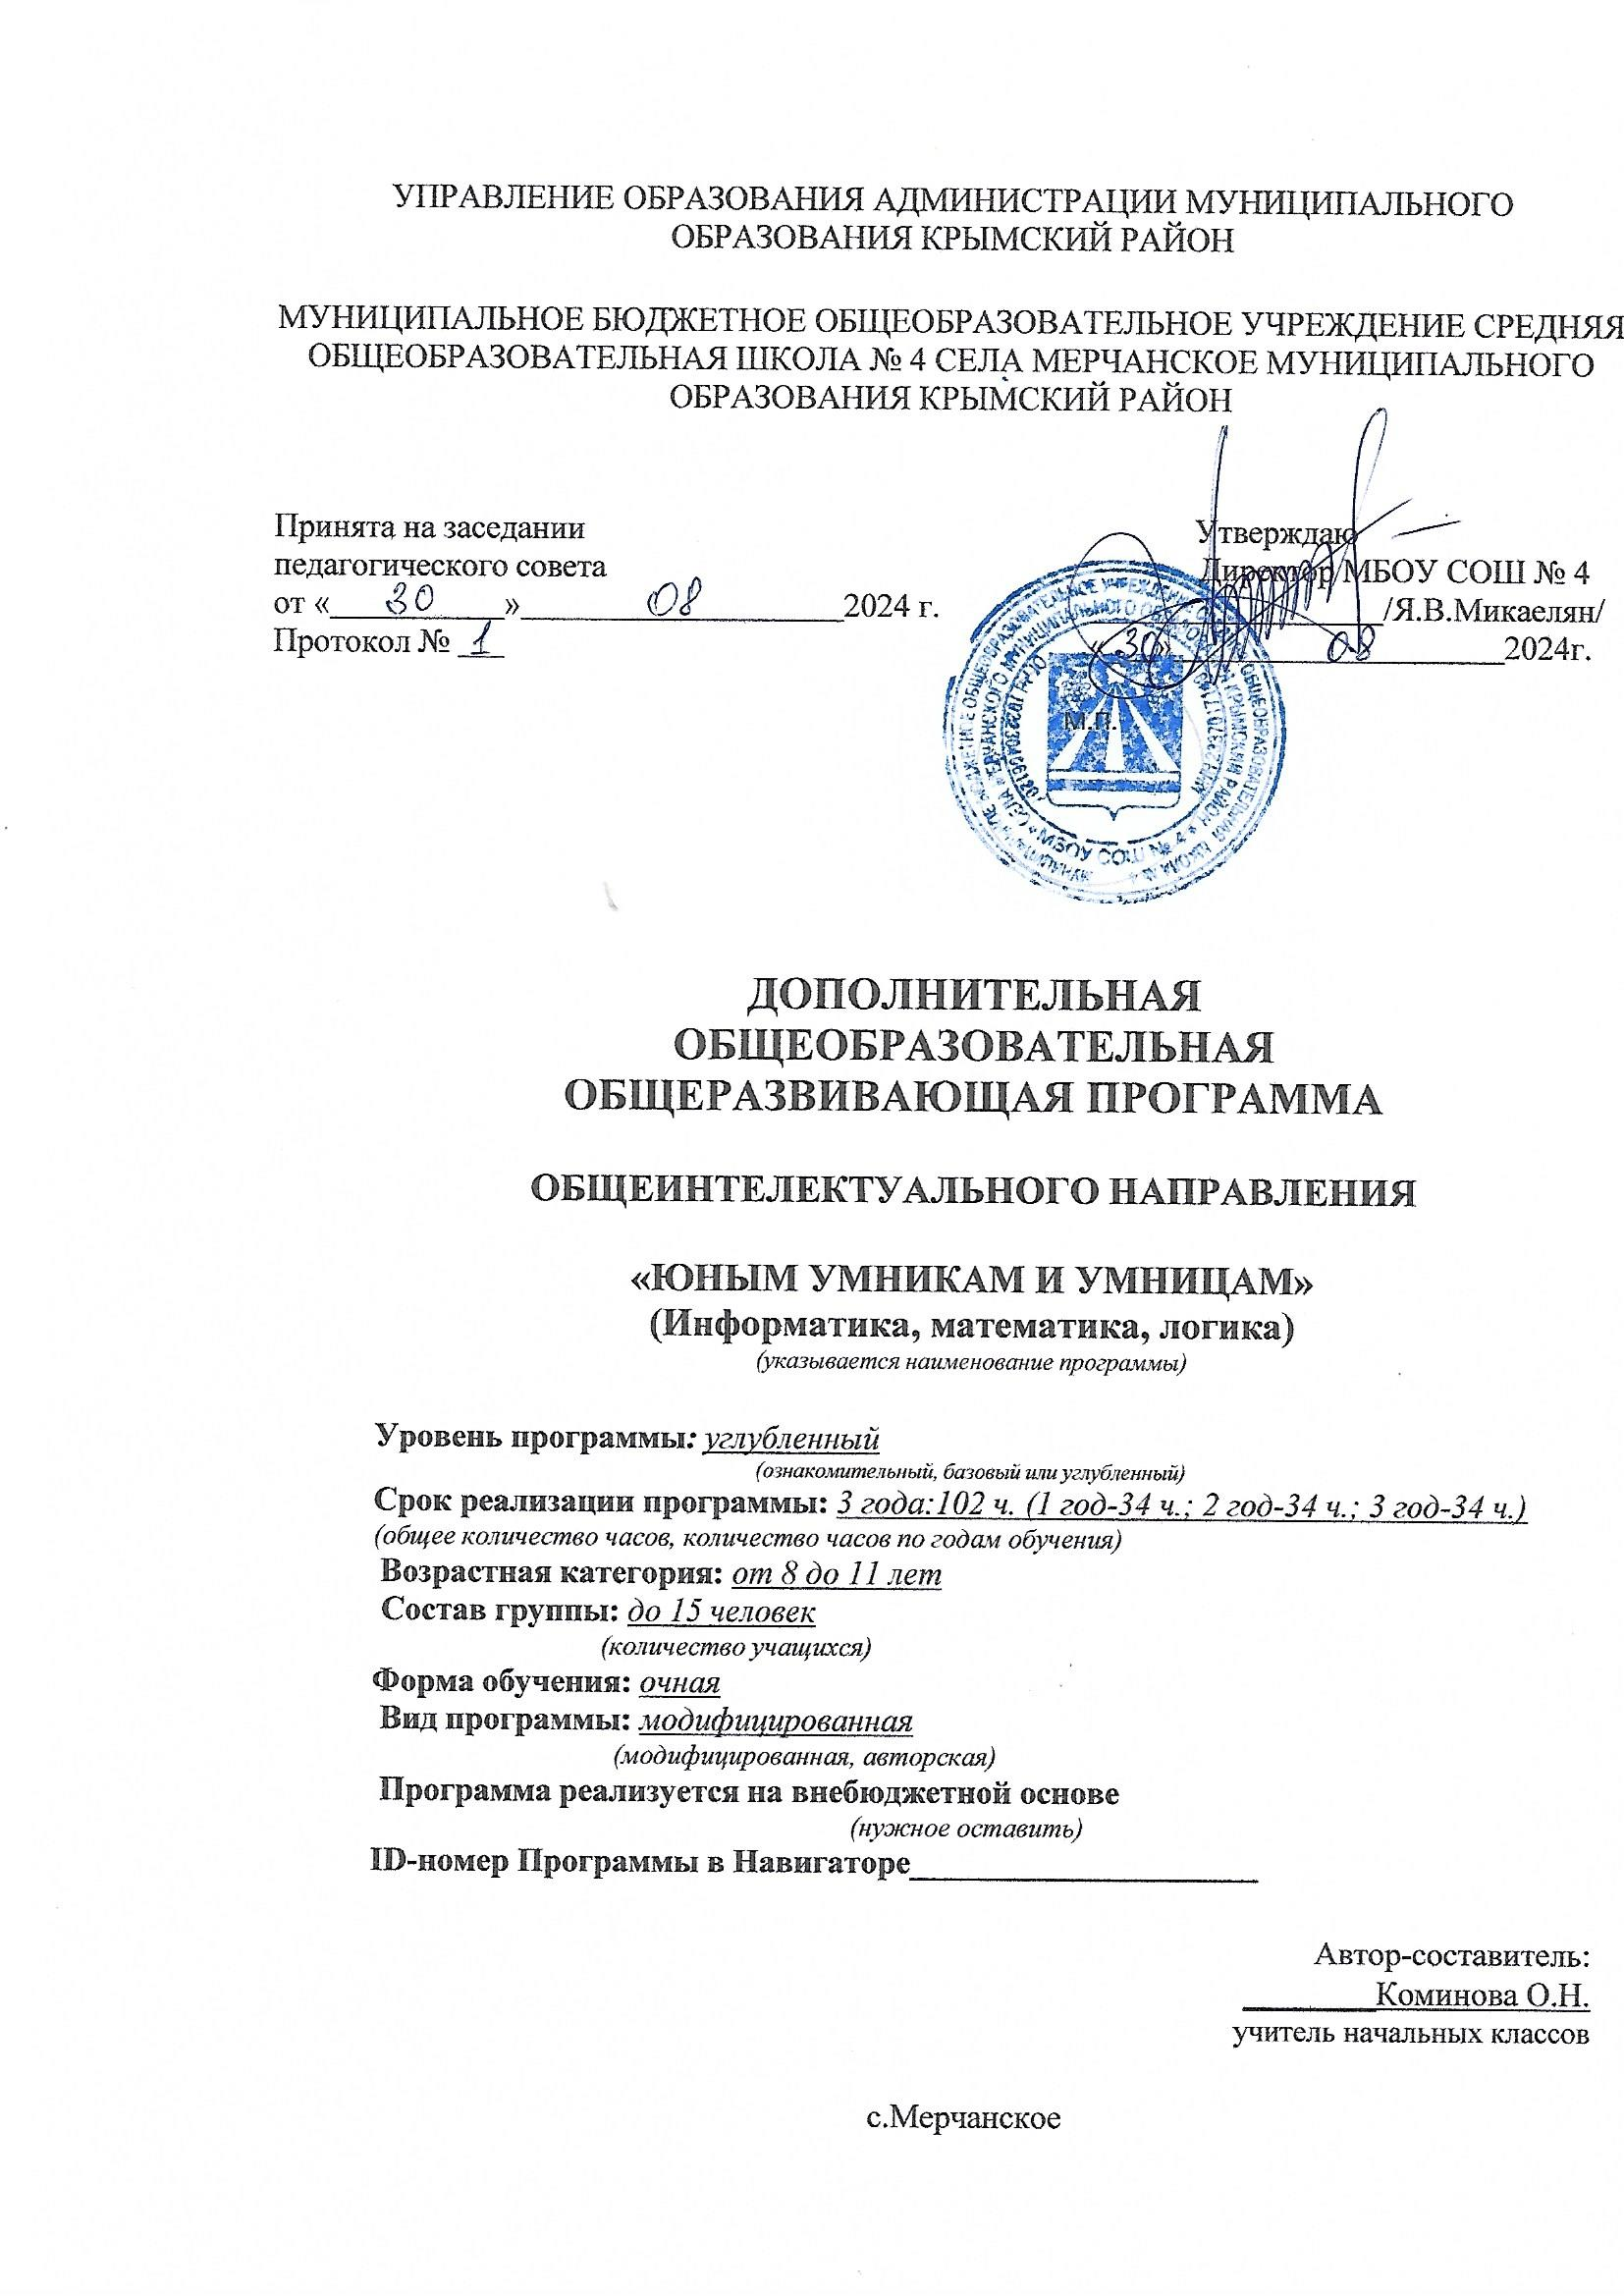 УПРАВЛЕНИЕ ОБРАЗОВАНИЯ АДМИНИСТРАЦИИ МУНИЦИПАЛЬНОГО
ОБРАЗОВАНИЯ КРЫМСКИЙ РАЙОН
МУНИЦИПАЛЬНОЕ БЮДЖЕТНОЕ ОБЩЕОБРАЗОВАТЕЛЬНОЕ УЧРЕЖДЕНИЕ СРЕДНЯЯ
ОБЩЕОБРАЗОВАТЕЛЬНАЯ ШКОЛА № 4 СЕЛА МЕРЧАНСКОЕ МУНИЦИПАЛЬНОГО
ОБРАЗОВАНИЯ КРЫМСКИЙ РАЙОН
Принята на заседании
педагогического совета
от «30» 08 2024 г.
Протокол № 1
Утверждаю
Директор МБОУ СОШ № 4
/Я.В.Микаелян/
«30» 08 2024г.
М.П.
МБОУ СОШ № 4
ДОПОЛНИТЕЛЬНАЯ
ОБЩЕОБРАЗОВАТЕЛЬНАЯ
ОБЩЕРАЗВИВАЮЩАЯ ПРОГРАММА
ОБЩЕИНТЕЛЕКТУАЛЬНОГО НАПРАВЛЕНИЯ
«ЮНЫМ УМНИКАМ И УМНИЦАМ»
(Информатика, математика, логика)
(указывается наименование программы)
Уровень программы: углубленный
(ознакомительный, базовый или углубленный)
Срок реализации программы: 3 года:102 ч. (1 год-34 ч.; 2 год-34 ч.; 3 год-34 ч.)
(общее количество часов, количество часов по годам обучения)
Возрастная категория: от 8 до 11 лет
Состав группы: до 15 человек
(количество учащихся)
Форма обучения: очная
Вид программы: модифицированная
(модифицированная, авторская)
Программа реализуется на внебюджетной основе
(нужное оставить)
ID-номер Программы в Навигаторе____________________
Автор-составитель:
________Коминова О.Н.
учитель начальных классов
с.Мерчанское